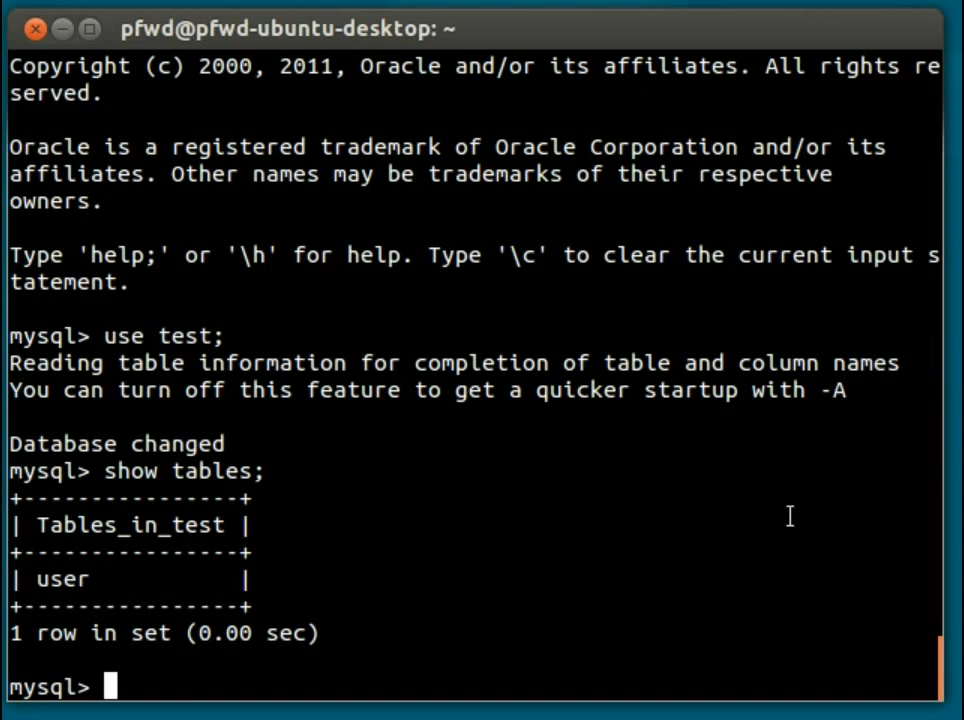 pfwd@pfwd-ubuntu-desktop: ~
Copyright (c) 2000, 2011, Oracle and/or its affiliates. All rights re
served.
Oracle is a registered trademark of Oracle Corporation and/or its
affiliates. Other names may be trademarks of their respective
owners.
Type 'help;' or '\h' for help. Type '\c' to clear the current input s
tatement.
mysql> use test;
Reading table information for completion of table and column names
You can turn off this feature to get a quicker startup with -A
Database changed
mysql> show tables;
+----------------+
| Tables_in_test |
+----------------+
| user           |
+----------------+
1 row in set (0.00 sec)
mysql>